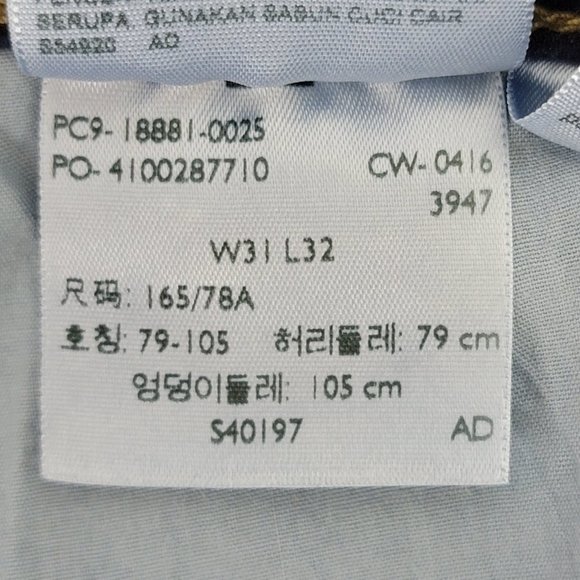 SERUPA GUNAKAN SABUN CUCI CAIR
S54920 AD
PC9-18881-0025
PO-4100287710 CW-0416
3947
W31 L32
尺码: 165/78A
호칭: 79-105 허리둘레: 79 cm
엉덩이둘레: 105 cm
S40197 AD